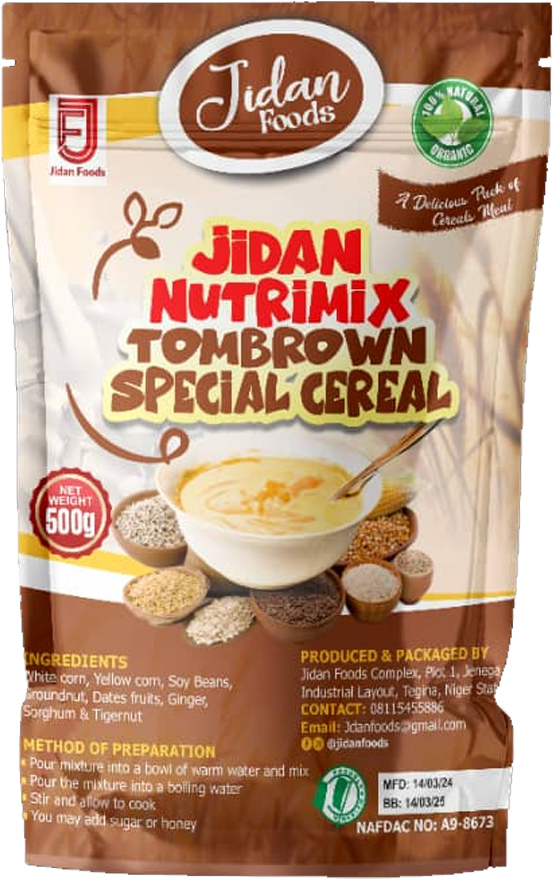 Jidan
Foods
Jidan Foods
100% NATURAL
ORGANIC
A Delicious Pack of
Cereals Meal
JiDAN
NUTRiMiX
TOMBROWN
SPECiAL CEREAL
NET
WEIGHT
500g
INGREDIENTS
White corn, Yellow corn, Soy Beans,
Groundnut, Dates fruits, Ginger,
Sorghum & Tigernut
METHOD OF PREPARATION
Pour mixture into a bowl of warm water and mix
Pour the mixture into a boiling water
Stir and allow to cook
You may add sugar or honey
PRODUCED & PACKAGED BY
Jidan Foods Complex, Plot 1, Jenega
Industrial Layout, Tegina, Niger Stat
CONTACT: 08115455886
Email: Jdanfoods@gmail.com
@jidanfoods
MFD: 14/03/24
BB: 14/03/25
NAFDAC NO: A9-8673